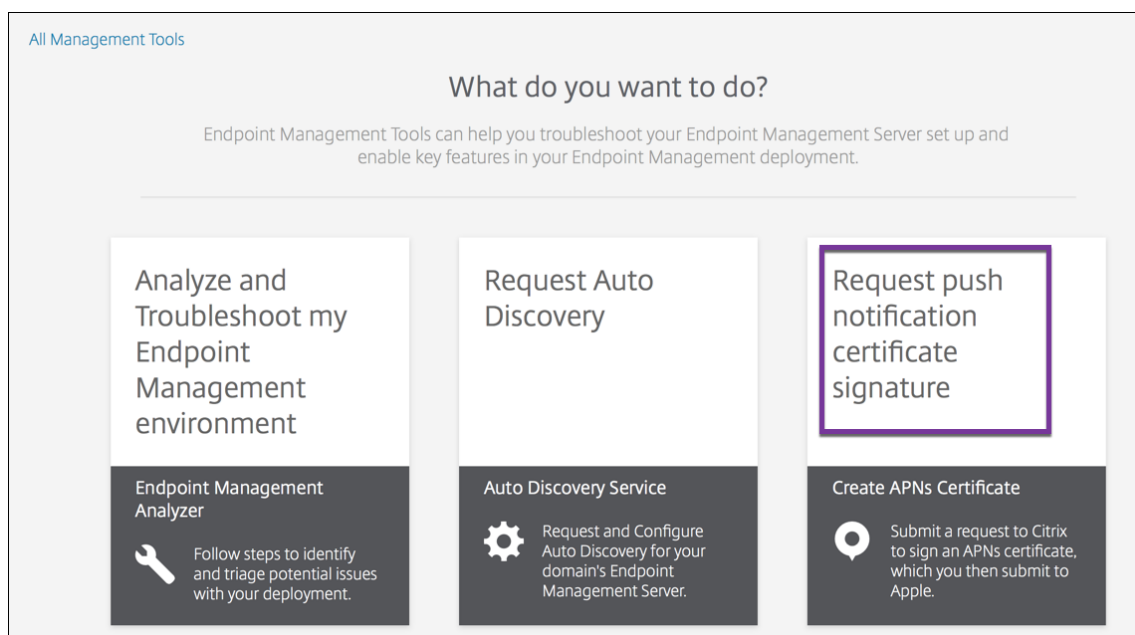 All Management Tools
What do you want to do?
Endpoint Management Tools can help you troubleshoot your Endpoint Management Server set up and
enable key features in your Endpoint Management deployment.
Analyze and
Troubleshoot my
Endpoint
Management
environment
Endpoint Management
Analyzer
Follow steps to identify
and triage potential issues
with your deployment.
Request Auto
Discovery
Auto Discovery Service
Request and Configure
Auto Discovery for your
domain's Endpoint
Management Server.
Request push
notification
certificate
signature
Create APNs Certificate
Submit a request to Citrix
to sign an APNs certificate,
which you then submit to
Apple.